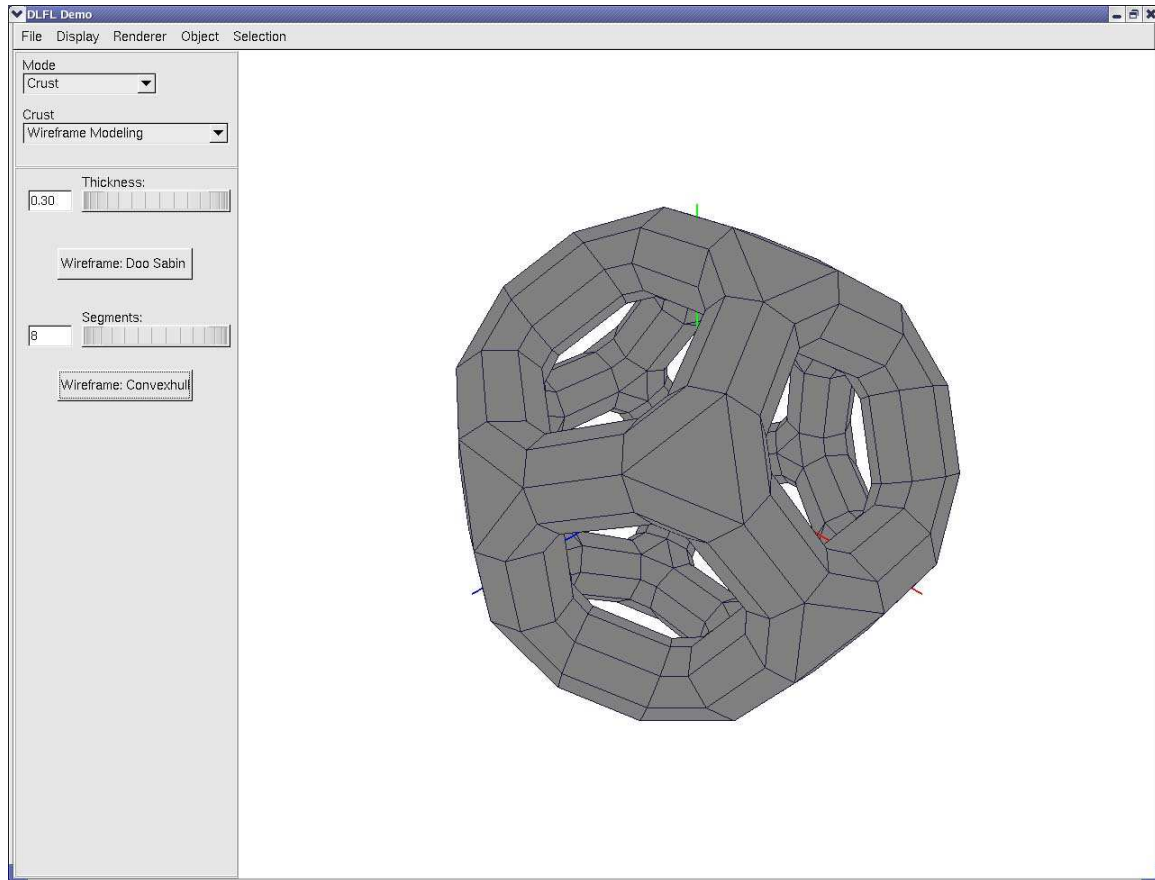 DLFL Demo
File Display Renderer Object Selection
Mode
Crust
Crust
Wireframe Modeling
Thickness:
0.30
Wireframe: Doo Sabin
Segments:
8
Wireframe: Convexhull